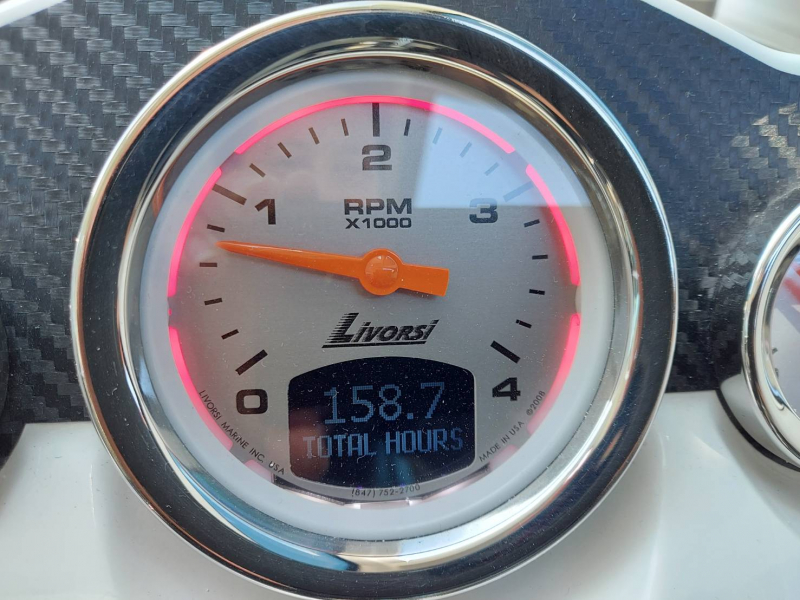 2
1
RPM
3
X1000
LIVORSI
0
158.7
4
TOTAL HOURS
LIVORSI MARINE INC. USA
MADE IN USA ©2008
(847) 752-2700